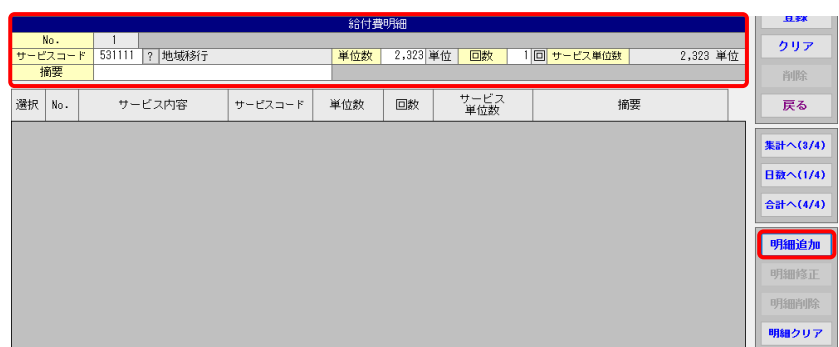 給付費明細
No. 1
サービスコード 531111 ? 地域移行 単位数 2,323 単位 回数 1 回 サービス単位数 2,323 単位
摘要
選択 No. サービス内容 サービスコード 単位数 回数 サービス単位数 摘要
登録
クリア
削除
戻る
集計へ(3/4)
日数へ(1/4)
合計へ(4/4)
明細追加
明細修正
明細削除
明細クリア